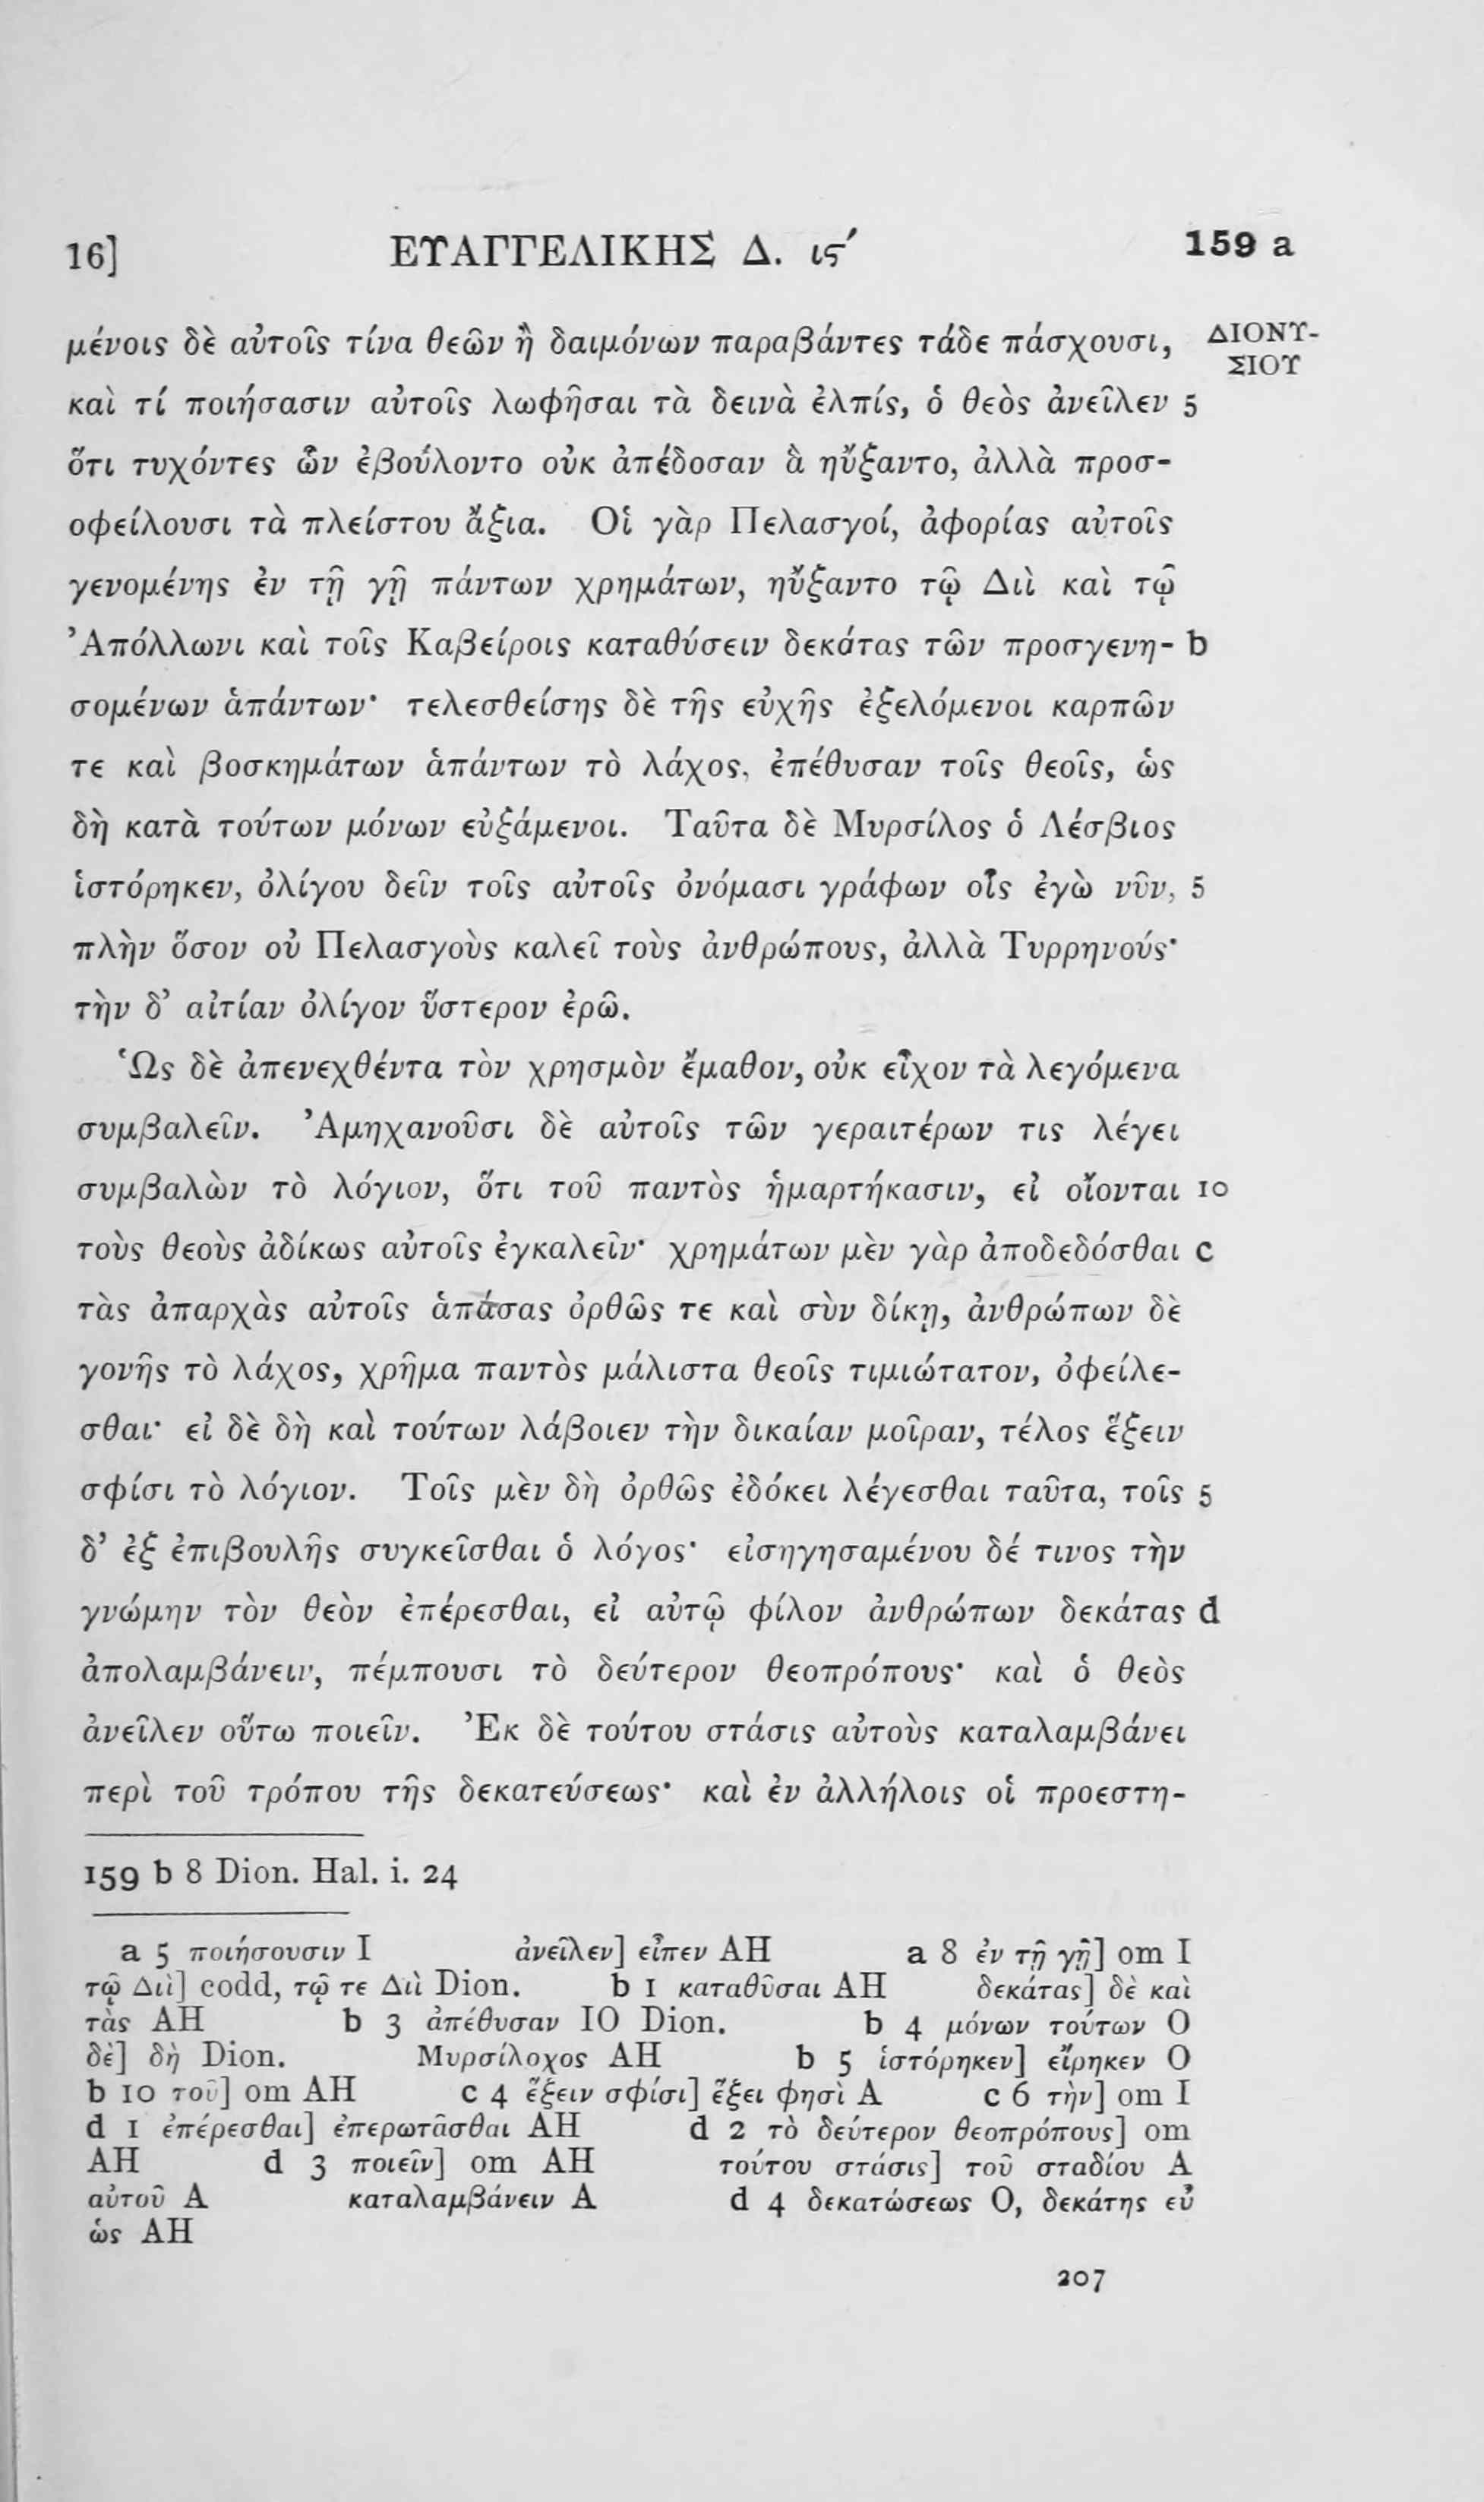 16] ΕΥΑΓΓΕΛΙΚΗΣ Δ. ιϛ′ 159 a
μένοις δὲ αὐτοῖς τίνα θεῶν ἢ δαιμόνων παραβάντες τάδε πάσχουσι, ΔΙΟΝΥ-
ΣΙΟΥ
καὶ τί ποιήσασιν αὐτοῖς λωφῆσαι τὰ δεινὰ ἐλπίς, ὁ θεὸς ἀνεῖλεν 5
ὅτι τυχόντες ὧν ἐβούλοντο οὐκ ἀπέδοσαν ἃ ηὔξαντο, ἀλλὰ προσ-
οφείλουσι τὰ πλείστου ἄξια. Οἱ γὰρ Πελασγοί, ἀφορίας αὐτοῖς
γενομένης ἐν τῇ γῇ πάντων χρημάτων, ηὔξαντο τῷ Διὶ καὶ τῷ
Ἀπόλλωνι καὶ τοῖς Καβείροις καταθύσειν δεκάτας τῶν προσγενη- b
σομένων ἁπάντων· τελεσθείσης δὲ τῆς εὐχῆς ἐξελόμενοι καρπῶν
τε καὶ βοσκημάτων ἁπάντων τὸ λάχος, ἐπέθυσαν τοῖς θεοῖς, ὡς
δὴ κατὰ τούτων μόνων εὐξάμενοι. Ταῦτα δὲ Μυρσίλος ὁ Λέσβιος
ἱστόρηκεν, ὀλίγου δεῖν τοῖς αὐτοῖς ὀνόμασι γράφων οἷς ἐγὼ νῦν, 5
πλὴν ὅσον οὐ Πελασγοὺς καλεῖ τοὺς ἀνθρώπους, ἀλλὰ Τυρρηνούς·
τὴν δ’ αἰτίαν ὀλίγον ὕστερον ἐρῶ.
Ὡς δὲ ἀπενεχθέντα τὸν χρησμὸν ἔμαθον, οὐκ εἶχον τὰ λεγόμενα
συμβαλεῖν. Ἀμηχανοῦσι δὲ αὐτοῖς τῶν γεραιτέρων τις λέγει
συμβαλὼν τὸ λόγιον, ὅτι τοῦ παντὸς ἡμαρτήκασιν, εἰ οἴονται 10
τοὺς θεοὺς ἀδίκως αὐτοῖς ἐγκαλεῖν· χρημάτων μὲν γὰρ ἀποδεδόσθαι c
τὰς ἀπαρχὰς αὐτοῖς ἁπάσας ὀρθῶς τε καὶ σὺν δίκῃ, ἀνθρώπων δὲ
γονῆς τὸ λάχος, χρῆμα παντὸς μάλιστα θεοῖς τιμιώτατον, ὀφείλε-
σθαι· εἰ δὲ δὴ καὶ τούτων λάβοιεν τὴν δικαίαν μοῖραν, τέλος ἕξειν
σφίσι τὸ λόγιον. Τοῖς μὲν δὴ ὀρθῶς ἐδόκει λέγεσθαι ταῦτα, τοῖς 5
δ’ ἐξ ἐπιβουλῆς συγκεῖσθαι ὁ λόγος· εἰσηγησαμένου δέ τινος τὴν
γνώμην τὸν θεὸν ἐπέρεσθαι, εἰ αὐτῷ φίλον ἀνθρώπων δεκάτας d
ἀπολαμβάνειν, πέμπουσι τὸ δεύτερον θεοπρόπους· καὶ ὁ θεὸς
ἀνεῖλεν οὕτω ποιεῖν. Ἐκ δὲ τούτου στάσις αὐτοὺς καταλαμβάνει
περὶ τοῦ τρόπου τῆς δεκατεύσεως· καὶ ἐν ἀλλήλοις οἱ προεστη-
159 b 8 Dion. Hal. i. 24
a 5 ποιήσουσιν I ἀνεῖλεν] εἶπεν AH a 8 ἐν τῇ γῇ] om I
τῷ Διὶ] codd, τῷ τε Διὶ Dion. b 1 καταθῦσαι AH δεκάτας] δὲ καὶ
τὰς AH b 3 ἀπέθυσαν IO Dion. b 4 μόνων τούτων O
δὲ] δὴ Dion. Μυρσίλοχος AH b 5 ἱστόρηκεν] εἴρηκεν O
b 10 τοῦ] om AH c 4 ἕξειν σφίσι] ἕξει φησὶ A c 6 τὴν] om I
d 1 ἐπέρεσθαι] ἐπερωτᾶσθαι AH d 2 τὸ δεύτερον θεοπρόπους] om
AH d 3 ποιεῖν] om AH τούτου στάσις] τοῦ σταδίου A
αὐτοῦ A καταλαμβάνειν A d 4 δεκατώσεως O, δεκάτης εὖ
ὡς AH
207